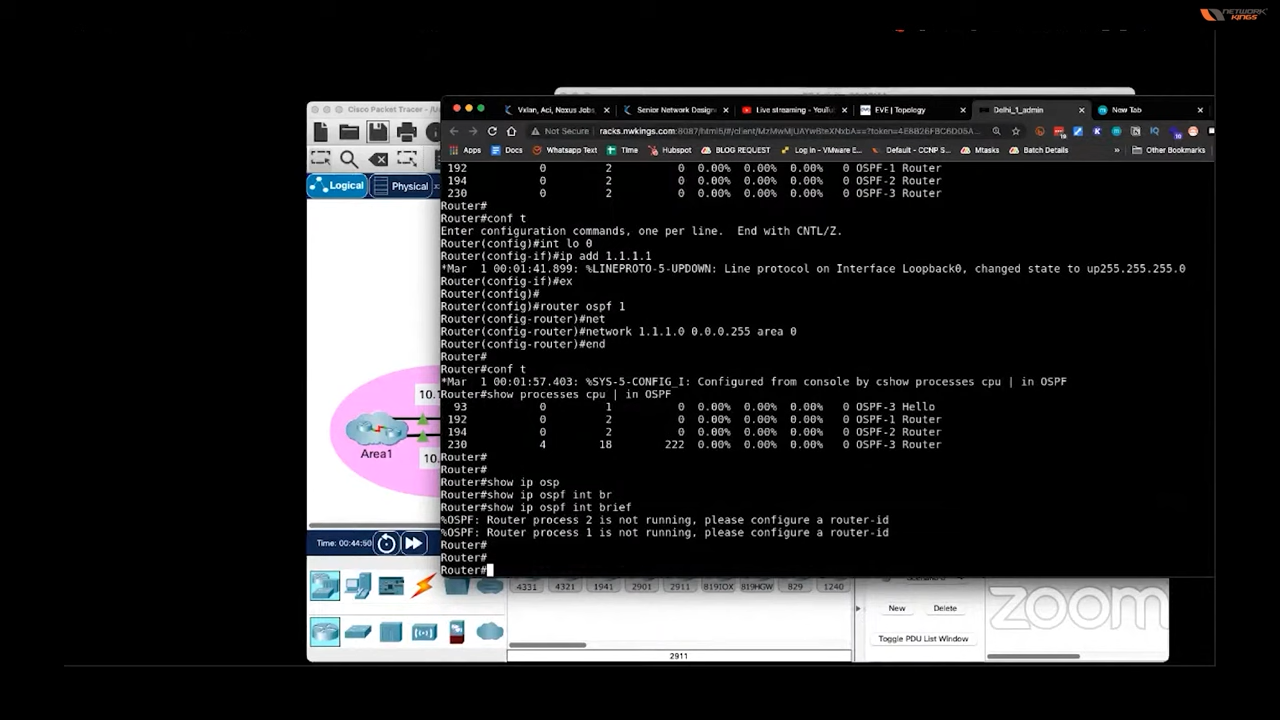 NETWORK
KINGS
Cisco Packet Tracer - /U
Vxlan, Aci, Nexus Jobs,
Senior Network Design
Live streaming - YouTu
EVE | Topology
Delhi_1_admin
New Tab
Not Secure
racks.nwkings.com
Apps
Docs
Whatsapp Text
Time
Hubspot
BLOG REQUEST
Log In – VMware E...
Default – CCNP S...
Mtasks
Batch Details
Other Bookmarks
Logical
Physical
192 0 2 0 0.00% 0.00% 0.00% 0 OSPF-1 Router
194 0 2 0 0.00% 0.00% 0.00% 0 OSPF-2 Router
230 0 2 0 0.00% 0.00% 0.00% 0 OSPF-3 Router
Router#
Router#conf t
Enter configuration commands, one per line. End with CNTL/Z.
Router(config)#int lo 0
Router(config-if)#ip add 1.1.1.1
*Mar 1 00:01:41.899: %LINEPROTO-5-UPDOWN: Line protocol on Interface Loopback0, changed state to up255.255.255.0
Router(config-if)#ex
Router(config)#
Router(config)#router ospf 1
Router(config-router)#net
Router(config-router)#network 1.1.1.0 0.0.0.255 area 0
Router(config-router)#end
Router#
Router#conf t
*Mar 1 00:01:57.403: %SYS-5-CONFIG_I: Configured from console by cshow processes cpu | in OSPF
Router#show processes cpu | in OSPF
93 0 1 0 0.00% 0.00% 0.00% 0 OSPF-3 Hello
192 0 2 0 0.00% 0.00% 0.00% 0 OSPF-1 Router
194 0 2 0 0.00% 0.00% 0.00% 0 OSPF-2 Router
230 4 18 222 0.00% 0.00% 0.00% 0 OSPF-3 Router
Router#
Router#
Router#show ip osp
Router#show ip ospf int br
Router#show ip ospf int brief
%OSPF: Router process 2 is not running, please configure a router-id
%OSPF: Router process 1 is not running, please configure a router-id
Router#
Router#
Router#
10.
Area1
10.
Time: 00:44:50
4331
4321
1941
2901
2911
819IOX
819HGW
829
1240
New
Delete
Toggle PDU List Window
zoom
2911